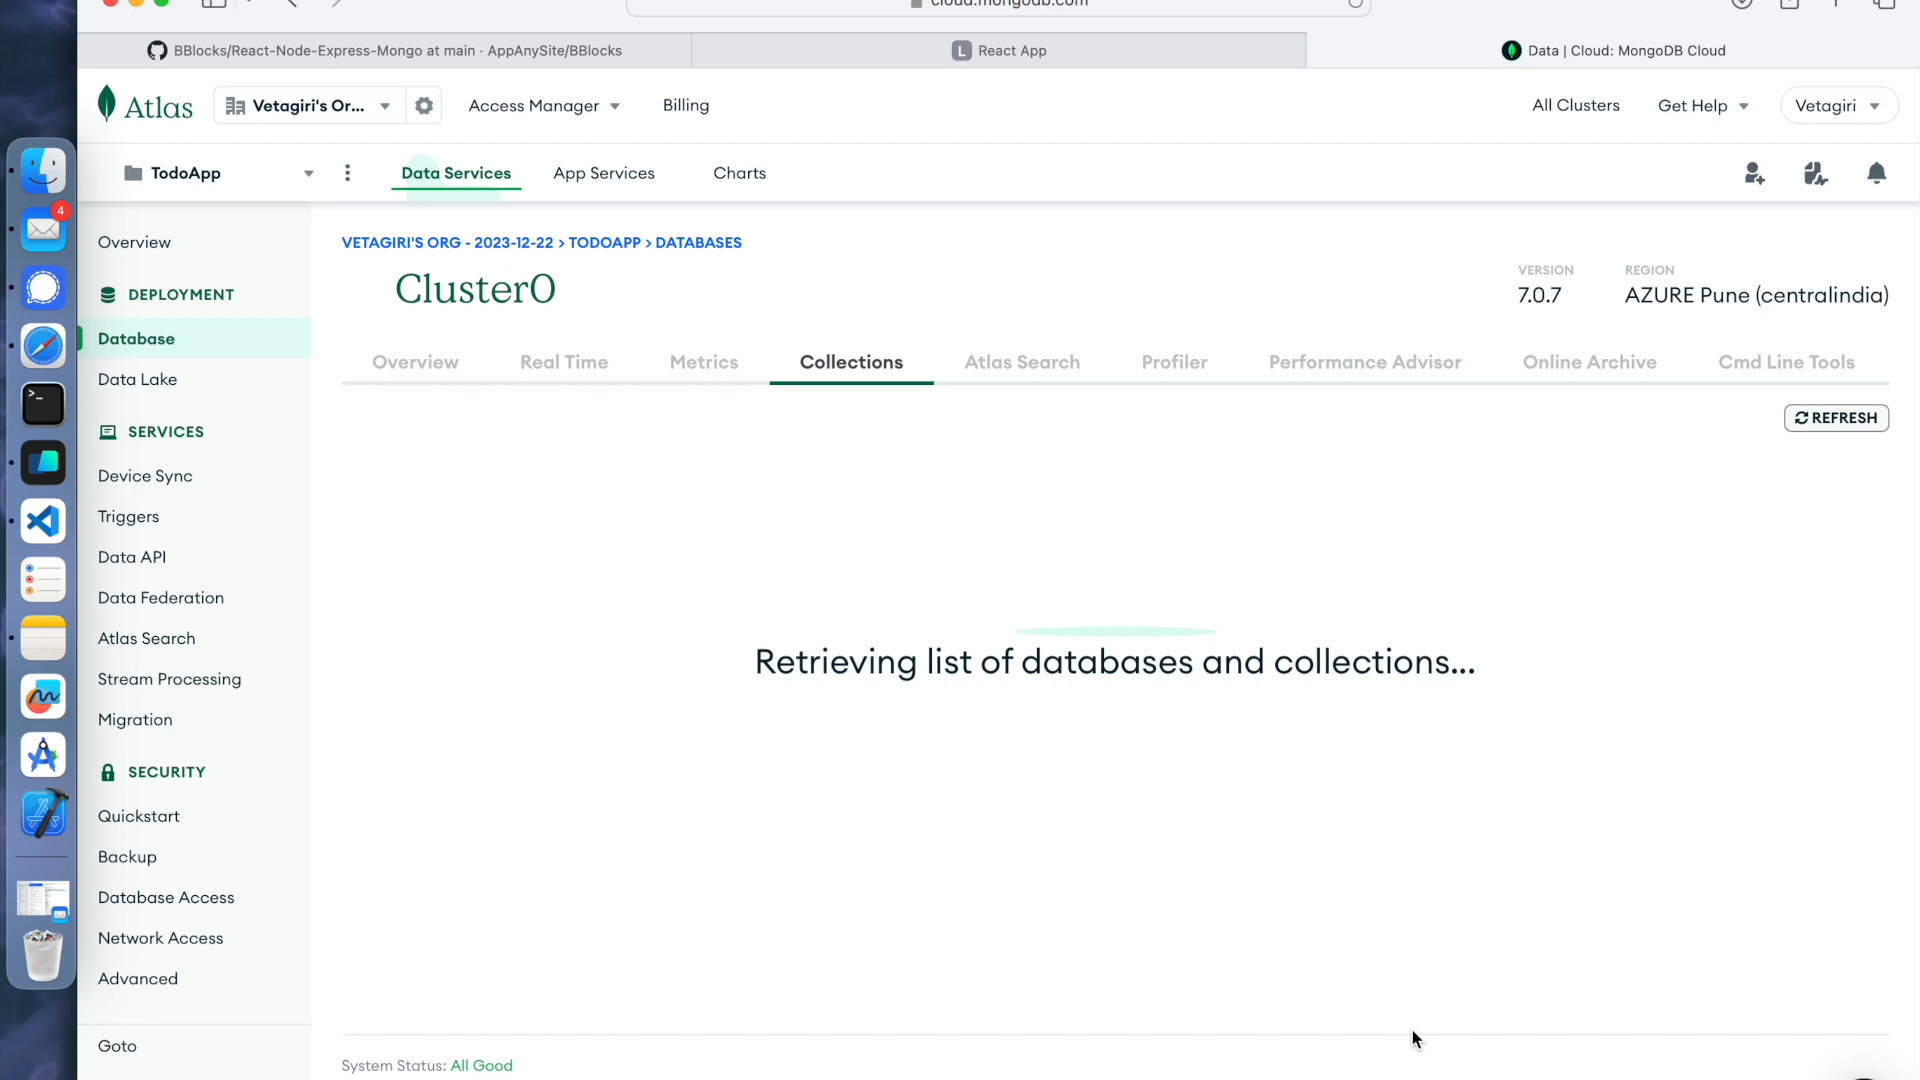 cloud.mongodb.com
BBlocks/React-Node-Express-Mongo at main · AppAnySite/BBlocks
L React App
Data | Cloud: MongoDB Cloud
Atlas
Vetagiri's Or...
Access Manager
Billing
All Clusters
Get Help
Vetagiri
TodoApp
Data Services
App Services
Charts
4
Overview
DEPLOYMENT
Database
Data Lake
SERVICES
Device Sync
Triggers
Data API
Data Federation
Atlas Search
Stream Processing
Migration
SECURITY
Quickstart
Backup
Database Access
Network Access
Advanced
Goto
VETAGIRI'S ORG - 2023-12-22 > TODOAPP > DATABASES
Cluster0
VERSION
7.0.7
REGION
AZURE Pune (centralindia)
Overview
Real Time
Metrics
Collections
Atlas Search
Profiler
Performance Advisor
Online Archive
Cmd Line Tools
REFRESH
Retrieving list of databases and collections...
System Status: All Good